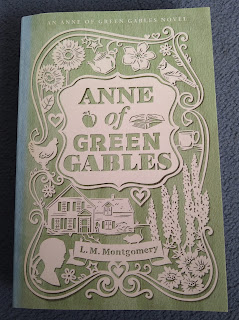 AN ANNE OF GREEN GABLES NOVEL
ANNE
of
GREEN
GABLES
L. M. Montgomery